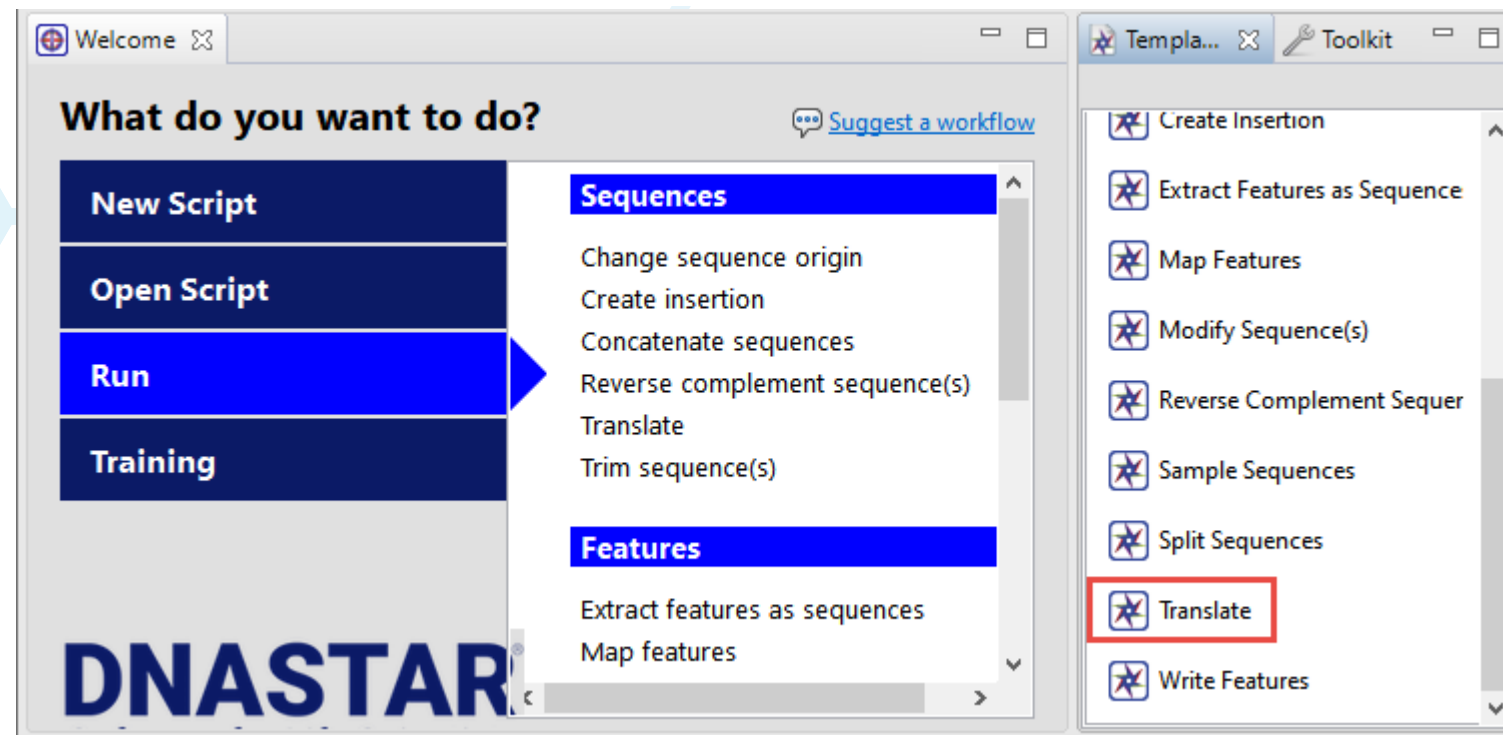 Welcome
What do you want to do?
Suggest a workflow
New Script
Open Script
Run
Training
Sequences
Change sequence origin
Create insertion
Concatenate sequences
Reverse complement sequence(s)
Translate
Trim sequence(s)
Features
Extract features as sequences
Map features
DNASTAR
Templa...
Toolkit
Create Insertion
Extract Features as Sequence
Map Features
Modify Sequence(s)
Reverse Complement Sequer
Sample Sequences
Split Sequences
Translate
Write Features